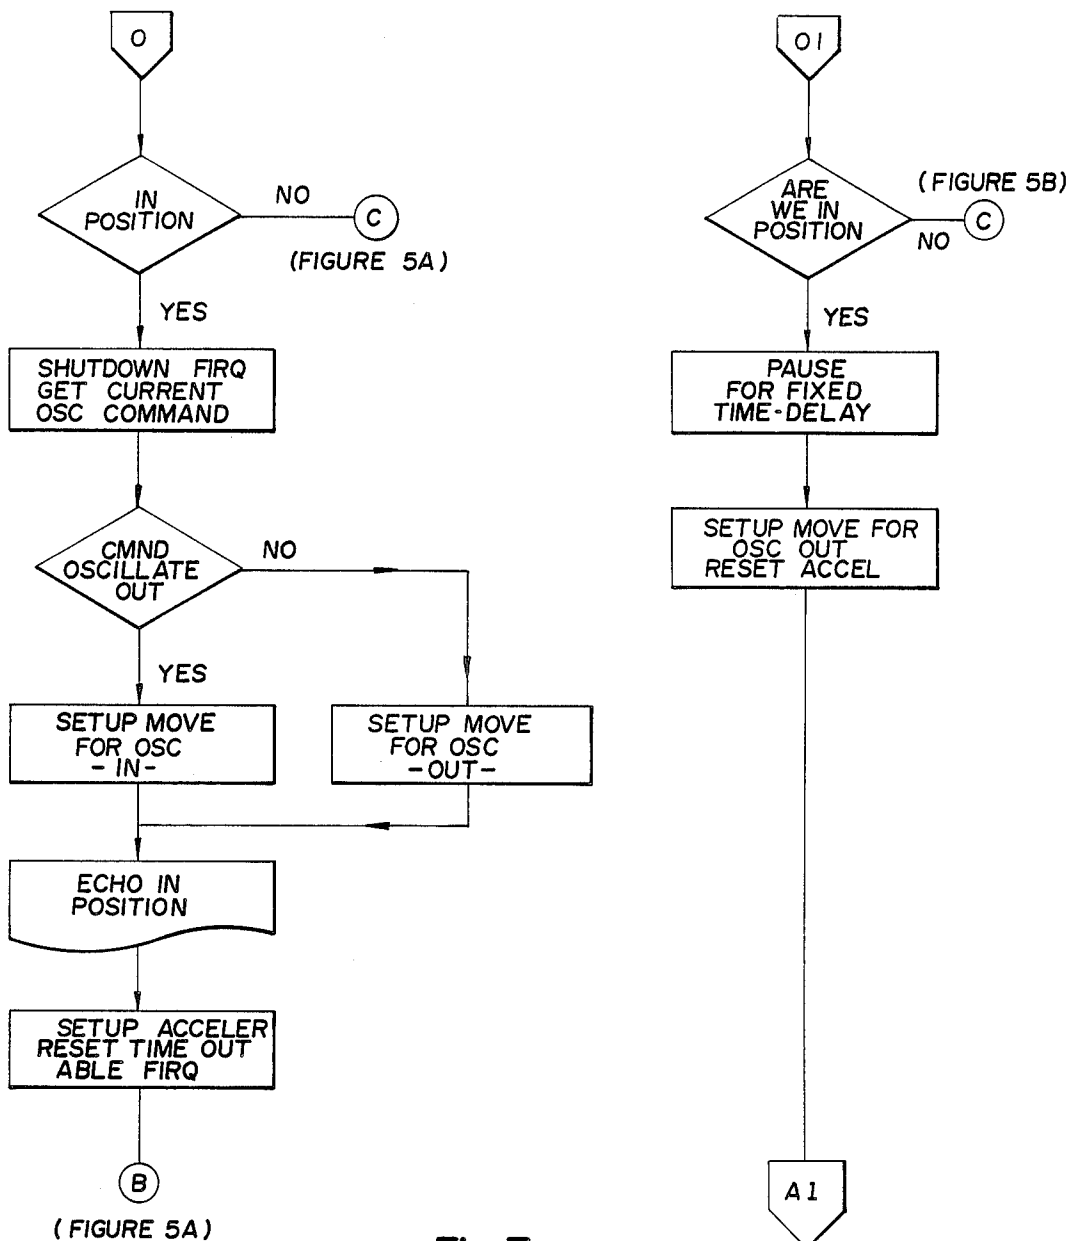 O
IN
POSITION
NO
C
(FIGURE 5A)
YES
SHUTDOWN FIRQ
GET CURRENT
OSC COMMAND
CMND
OSCILLATE
OUT
NO
YES
SETUP MOVE
FOR OSC
-IN-
SETUP MOVE
FOR OSC
-OUT-
ECHO IN
POSITION
SETUP ACCELER
RESET TIME OUT
ABLE FIRQ
B
(FIGURE 5A)
O1
ARE
WE IN
POSITION
(FIGURE 5B)
C
NO
YES
PAUSE
FOR FIXED
TIME-DELAY
SETUP MOVE FOR
OSC OUT
RESET ACCEL
A1